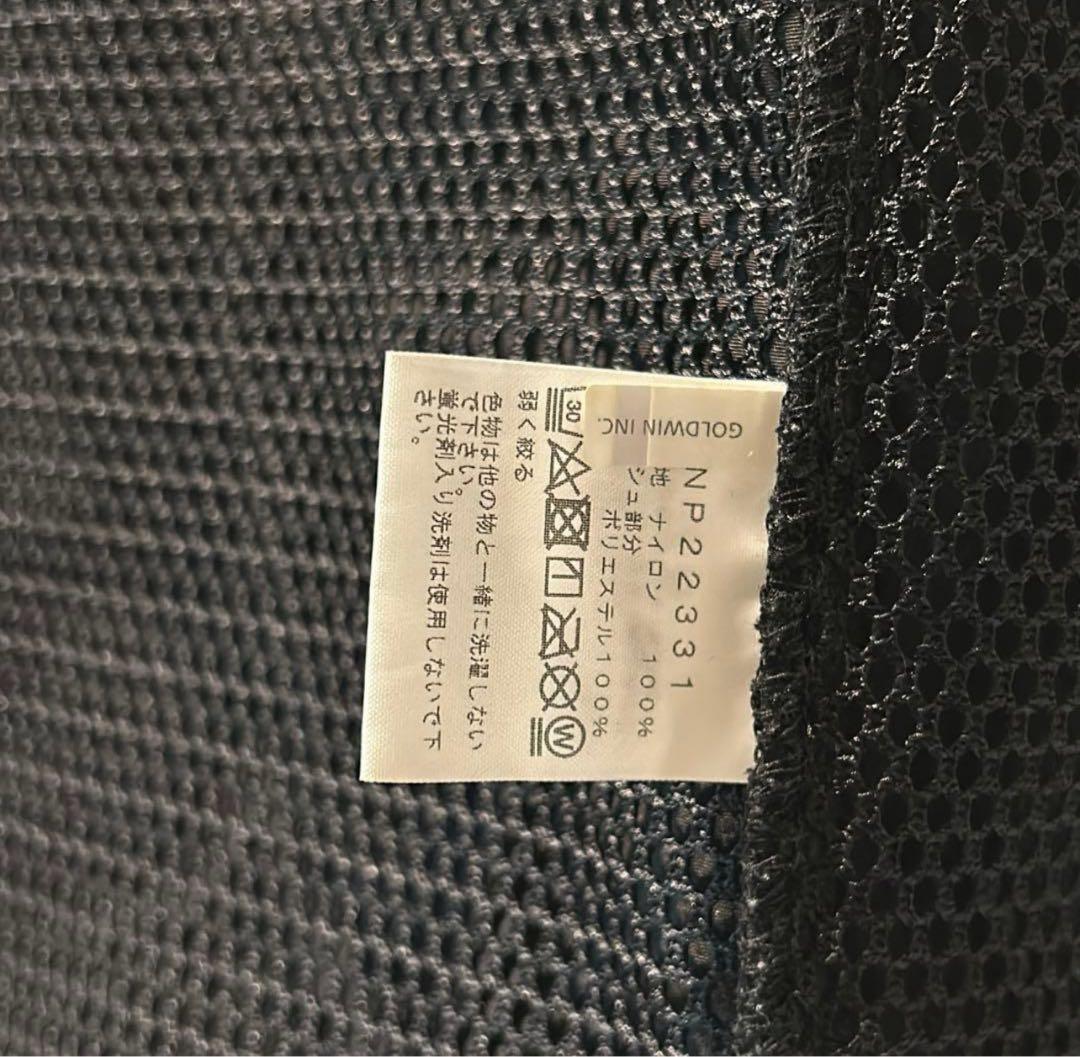 NP22331
地 ナイロン 100%
シュ部分
ポリエステル100%
GOLDWIN INC.
30
W
弱く絞る
色物は他の物と一緒に洗濯しない
で下さい。
蛍光剤入り洗剤は使用しないで下
さい。